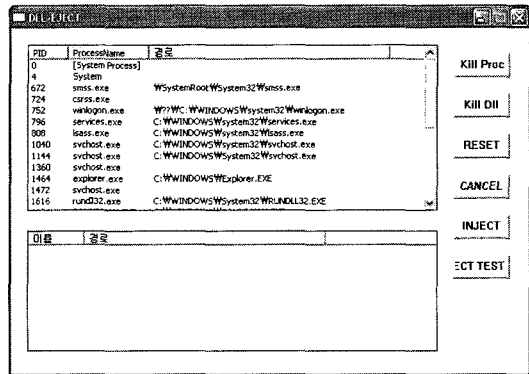 DLL-EJECT
PID ProcessName 경로
0 [System Process]
4 System
672 smss.exe ₩SystemRoot₩System32₩smss.exe
724 csrss.exe
752 winlogon.exe ₩??₩C:₩WINDOWS₩system32₩winlogon.exe
796 services.exe C:₩WINDOWS₩system32₩services.exe
808 lsass.exe C:₩WINDOWS₩system32₩lsass.exe
1040 svchost.exe C:₩WINDOWS₩system32₩svchost.exe
1144 svchost.exe C:₩WINDOWS₩System32₩svchost.exe
1360 svchost.exe
1464 explorer.exe C:₩WINDOWS₩Explorer.EXE
1472 svchost.exe
1616 rundll32.exe C:₩WINDOWS₩System32₩RUNDLL32.EXE
이름 경로
Kill Proc
Kill Dll
RESET
CANCEL
INJECT
ECT TEST